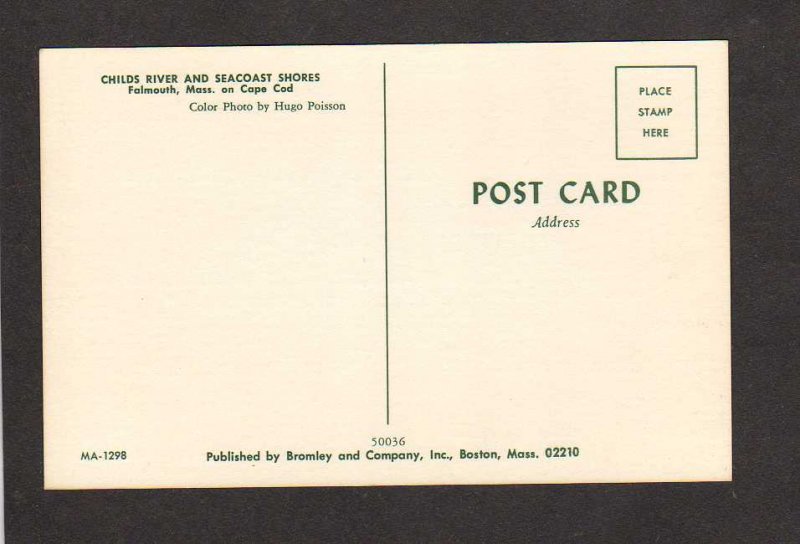 CHILDS RIVER AND SEACOAST SHORES
Falmouth, Mass. on Cape Cod
Color Photo by Hugo Poisson
PLACE
STAMP
HERE
POST CARD
Address
50036
MA-1298
Published by Bromley and Company, Inc., Boston, Mass. 02210